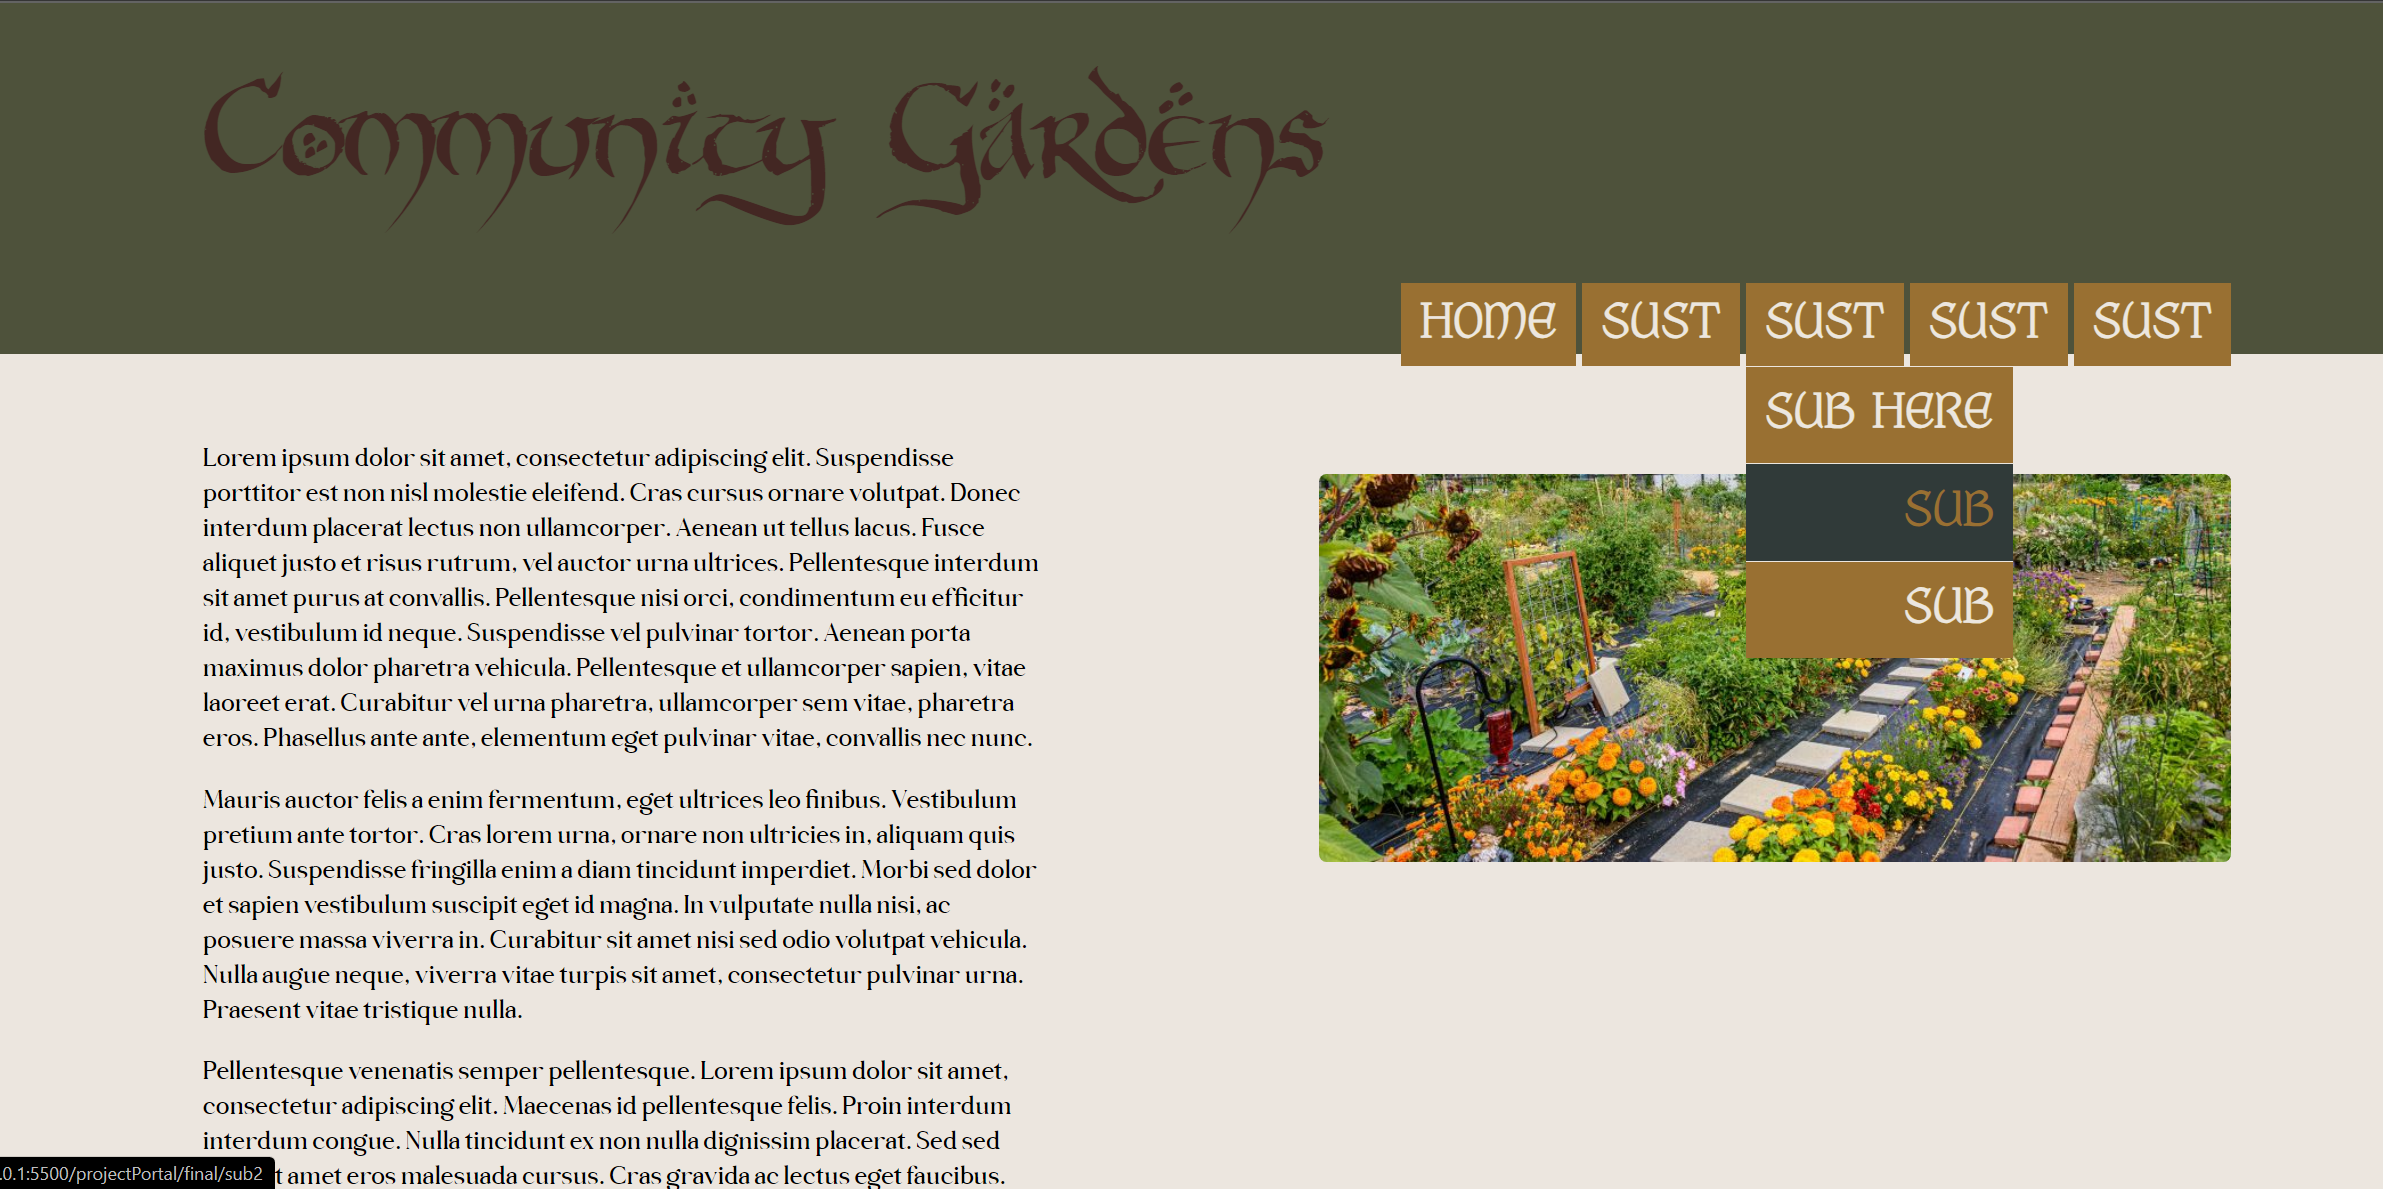 Community Gardens
HOME SUST SUST SUST SUST
SUB HERE
SUB
SUB
Lorem ipsum dolor sit amet, consectetur adipiscing elit. Suspendisse
porttitor est non nisl molestie eleifend. Cras cursus ornare volutpat. Donec
interdum placerat lectus non ullamcorper. Aenean ut tellus lacus. Fusce
aliquet justo et risus rutrum, vel auctor urna ultrices. Pellentesque interdum
sit amet purus at convallis. Pellentesque nisi orci, condimentum eu efficitur
id, vestibulum id neque. Suspendisse vel pulvinar tortor. Aenean porta
maximus dolor pharetra vehicula. Pellentesque et ullamcorper sapien, vitae
laoreet erat. Curabitur vel urna pharetra, ullamcorper sem vitae, pharetra
eros. Phasellus ante ante, elementum eget pulvinar vitae, convallis nec nunc.
Mauris auctor felis a enim fermentum, eget ultrices leo finibus. Vestibulum
pretium ante tortor. Cras lorem urna, ornare non ultricies in, aliquam quis
justo. Suspendisse fringilla enim a diam tincidunt imperdiet. Morbi sed dolor
et sapien vestibulum suscipit eget id magna. In vulputate nulla nisi, ac
posuere massa viverra in. Curabitur sit amet nisi sed odio volutpat vehicula.
Nulla augue neque, viverra vitae turpis sit amet, consectetur pulvinar urna.
Praesent vitae tristique nulla.
Pellentesque venenatis semper pellentesque. Lorem ipsum dolor sit amet,
consectetur adipiscing elit. Maecenas id pellentesque felis. Proin interdum
interdum congue. Nulla tincidunt ex non nulla dignissim placerat. Sed sed
t amet eros malesuada cursus. Cras gravida ac lectus eget faucibus.
.0.1:5500/projectPortal/final/sub2